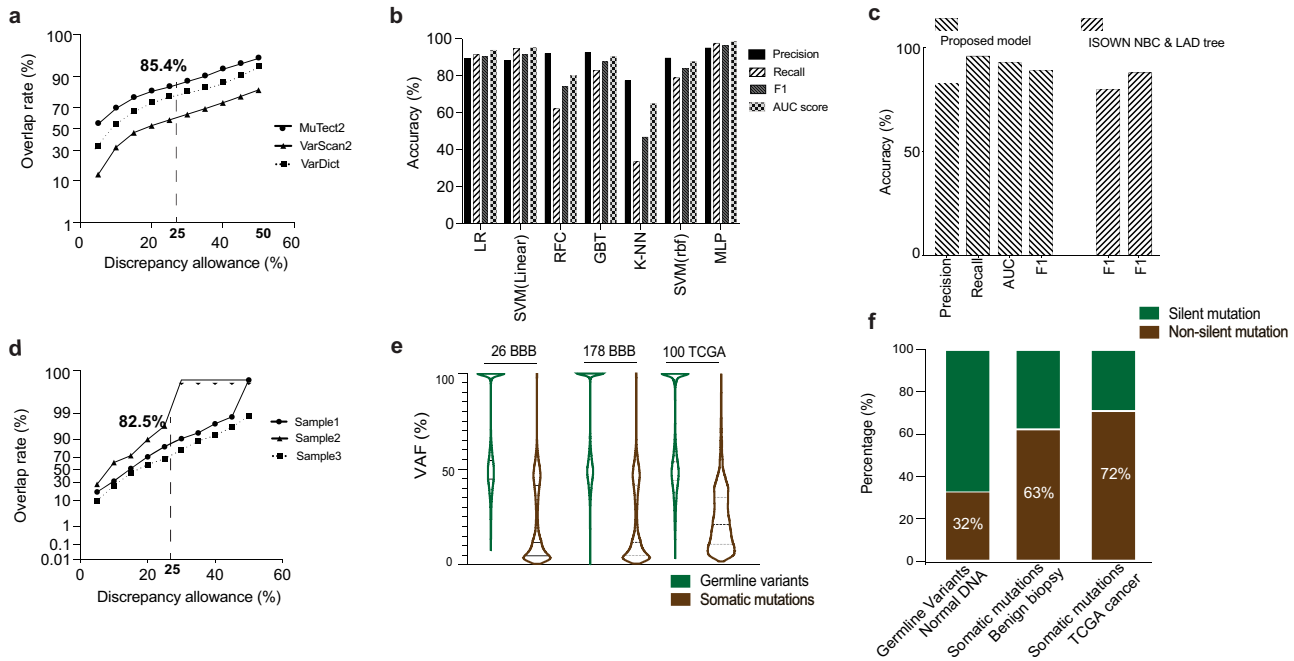 a
100
90
70
50
30
10
1
Overlap rate (%)
85.4%
MuTect2
VarScan2
VarDict
0
20
25
40
50
60
Discrepancy allowance (%)
b
100
80
60
40
20
0
Accuracy (%)
Precision
Recall
F1
AUC score
LR
SVM(Linear)
RFC
GBT
K-NN
SVM(rbf)
MLP
c
Proposed model
ISOWN NBC & LAD tree
100
50
0
Accuracy (%)
Precision
Recall
AUC
F1
F1
F1
d
100
99
90
70
50
30
10
1
0.1
0.01
Overlap rate (%)
82.5%
Sample1
Sample2
Sample3
0
20
25
40
60
Discrepancy allowance (%)
e
26 BBB
178 BBB
100 TCGA
100
50
0
VAF (%)
Germline variants
Somatic mutations
Silent mutation
Non-silent mutation
f
100
80
60
40
20
0
Percentage (%)
32%
63%
72%
Germline Variants
Normal DNA
Somatic mutations
Benign biopsy
Somatic mutations
TCGA cancer